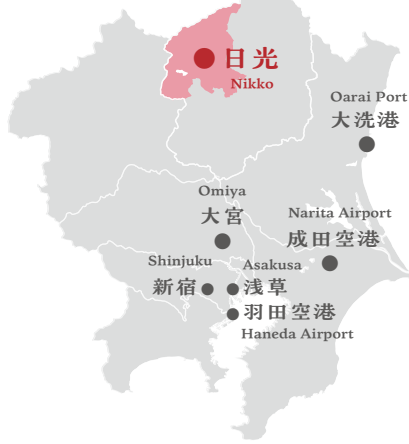 日光
Nikko
Oarai Port
大洗港
Omiya
大宮
Narita Airport
成田空港
Shinjuku
新宿
Asakusa
浅草
羽田空港
Haneda Airport